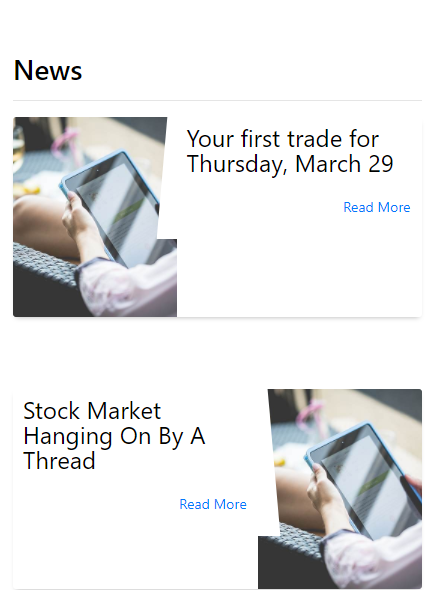 News
Your first trade for
Thursday, March 29
Read More
Stock Market
Hanging On By A
Thread
Read More